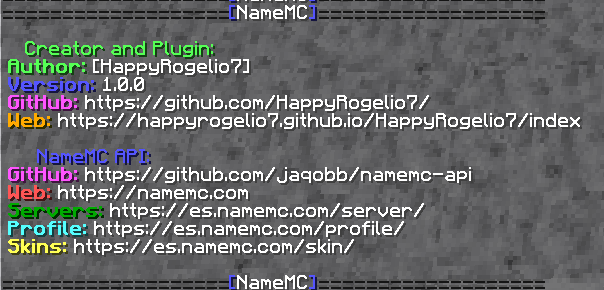 ====================[NameMC]====================
Creator and Plugin:
Author: [HappyRogelio7]
Version: 1.0.0
GitHub: https://github.com/HappyRogelio7/
Web: https://happyrogelio7.github.io/HappyRogelio7/index
NameMC API:
GitHub: https://github.com/jaqobb/namemc-api
Web: https://namemc.com
Servers: https://es.namemc.com/server/
Profile: https://es.namemc.com/profile/
Skins: https://es.namemc.com/skin/
====================[NameMC]====================